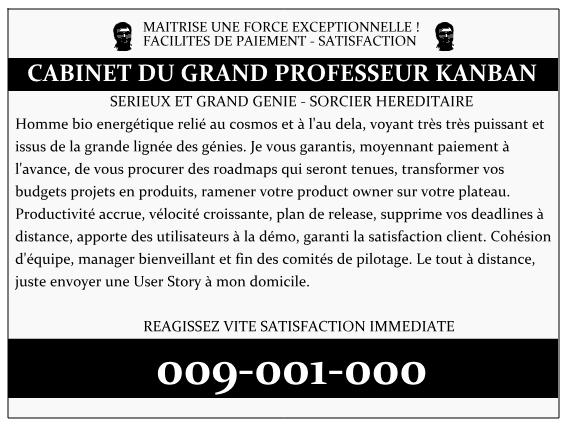 MAITRISE UNE FORCE EXCEPTIONNELLE !
FACILITES DE PAIEMENT - SATISFACTION
CABINET DU GRAND PROFESSEUR KANBAN
SERIEUX ET GRAND GENIE - SORCIER HEREDITAIRE
Homme bio energétique relié au cosmos et à l'au dela, voyant très très puissant et
issus de la grande lignée des génies. Je vous garantis, moyennant paiement à
l'avance, de vous procurer des roadmaps qui seront tenues, transformer vos
budgets projets en produits, ramener votre product owner sur votre plateau.
Productivité accrue, vélocité croissante, plan de release, supprime vos deadlines à
distance, apporte des utilisateurs à la démo, garanti la satisfaction client. Cohésion
d'équipe, manager bienveillant et fin des comités de pilotage. Le tout à distance,
juste envoyer une User Story à mon domicile.
REAGISSEZ VITE SATISFACTION IMMEDIATE
009-001-000